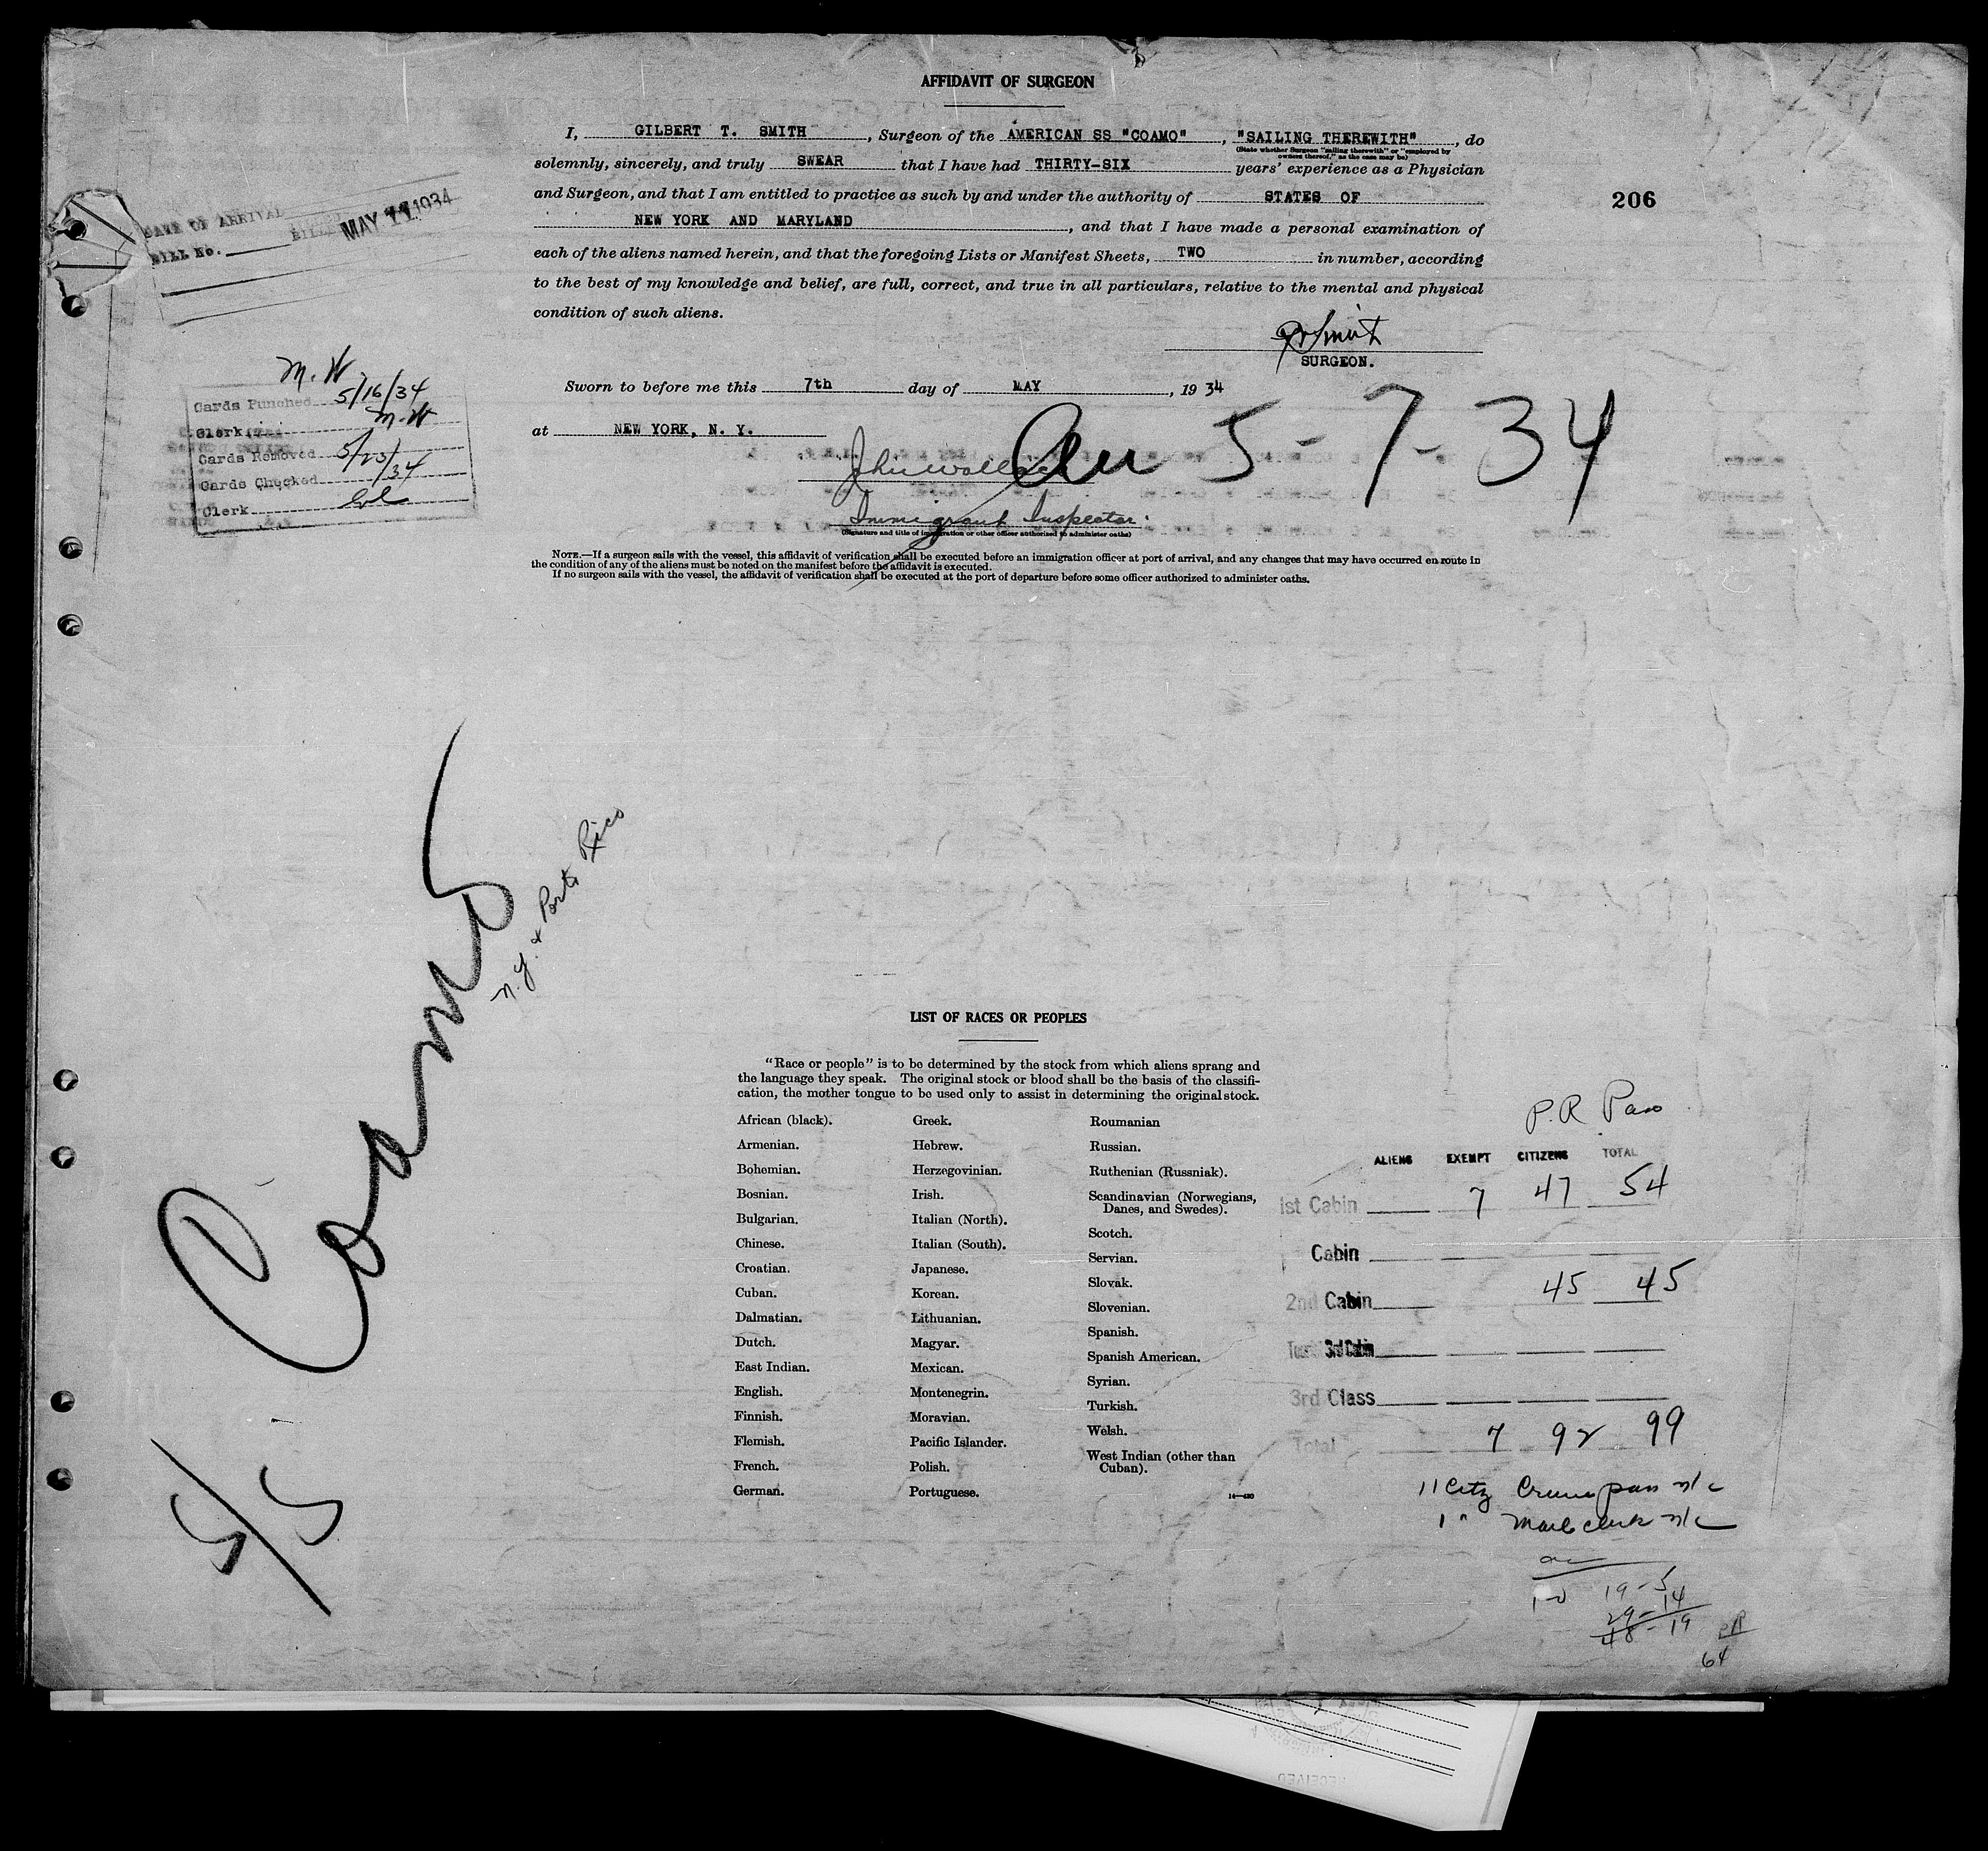 AFFIDAVIT OF SURGEON
I, GILBERT T. SMITH, Surgeon of the AMERICAN SS "COAMO", "SAILING THEREWITH", do
(State whether Surgeon "sailing therewith" or "employed by owners thereof," as the case may be)
solemnly, sincerely, and truly SWEAR that I have had THIRTY-SIX years' experience as a Physician
and Surgeon, and that I am entitled to practice as such by and under the authority of STATES OF
NEW YORK AND MARYLAND, and that I have made a personal examination of
each of the aliens named herein, and that the foregoing Lists or Manifest Sheets, TWO in number, according
to the best of my knowledge and belief, are full, correct, and true in all particulars, relative to the mental and physical
condition of such aliens.
206
DATE OF ARRIVAL MAY 1934
BILL No.
Smith
SURGEON.
Sworn to before me this 7th day of MAY, 1934
at NEW YORK, N. Y.
5-7-34
John Wallace
Immigrant Inspector.
(Signature and title of immigration or other officer authorized to administer oaths)
M. W
Cards Punched 5/16/34
Clerk M. W
Cards Removed
Cards Checked 5/23/34
Clerk
NOTE.—If a surgeon sails with the vessel, this affidavit of verification shall be executed before an immigration officer at port of arrival, and any changes that may have occurred en route in
the condition of any of the aliens must be noted on the manifest before the affidavit is executed.
If no surgeon sails with the vessel, the affidavit of verification shall be executed at the port of departure before some officer authorized to administer oaths.
S/S Coamo
N.Y. & Porto Rico
LIST OF RACES OR PEOPLES
"Race or people" is to be determined by the stock from which aliens sprang and
the language they speak. The original stock or blood shall be the basis of the classifi-
cation, the mother tongue to be used only to assist in determining the original stock.
African (black).
Armenian.
Bohemian.
Bosnian.
Bulgarian.
Chinese.
Croatian.
Cuban.
Dalmatian.
Dutch.
East Indian.
English.
Finnish.
Flemish.
French.
German.
Greek.
Hebrew.
Herzegovinian.
Irish.
Italian (North).
Italian (South).
Japanese.
Korean.
Lithuanian.
Magyar.
Mexican.
Montenegrin.
Moravian.
Pacific Islander.
Polish.
Portuguese.
Roumanian
Russian.
Ruthenian (Russniak).
Scandinavian (Norwegians,
Danes, and Swedes).
Scotch.
Servian.
Slovak.
Slovenian.
Spanish.
Spanish American.
Syrian.
Turkish.
Welsh.
West Indian (other than
Cuban).
P.R Pass
ALIENS EXEMPT CITIZENS TOTAL
1st Cabin 7 47 54
Cabin
2nd Cabin 45 45
3rd Cabin
3rd Class
Total 7 92 99
11 Citz Crew pass n/c
1 " Mail clerk n/c
19-5
29-14
48-19
PR
64